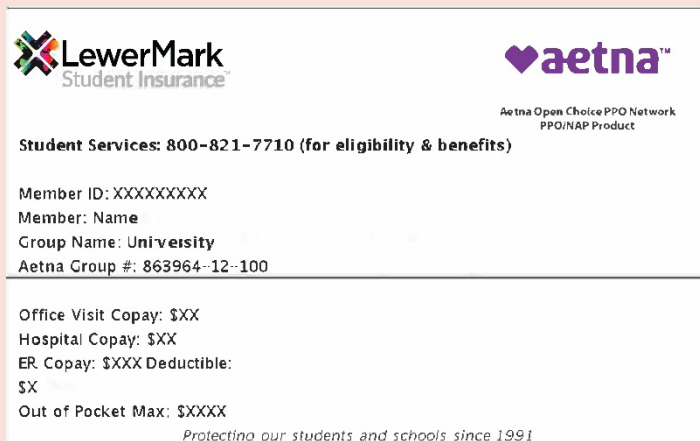 LewerMark
Student Insurance™
aetna™
Aetna Open Choice PPO Network
PPO/NAP Product
Student Services: 800-821-7710 (for eligibility & benefits)
Member ID: XXXXXXXXX
Member: Name
Group Name: University
Aetna Group #: 863964-12-100
Office Visit Copay: $XX
Hospital Copay: $XX
ER Copay: $XXX Deductible:
$X
Out of Pocket Max: $XXXX
Protecting our students and schools since 1991